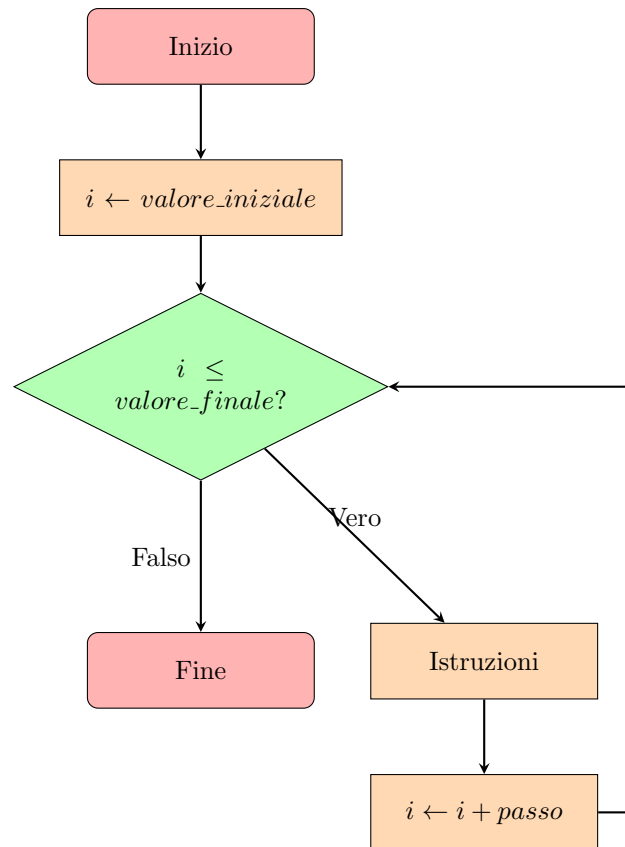 Inizio
i ← valore_iniziale
i ≤
valore_finale?
Vero
Falso
Istruzioni
Fine
i ← i + passo